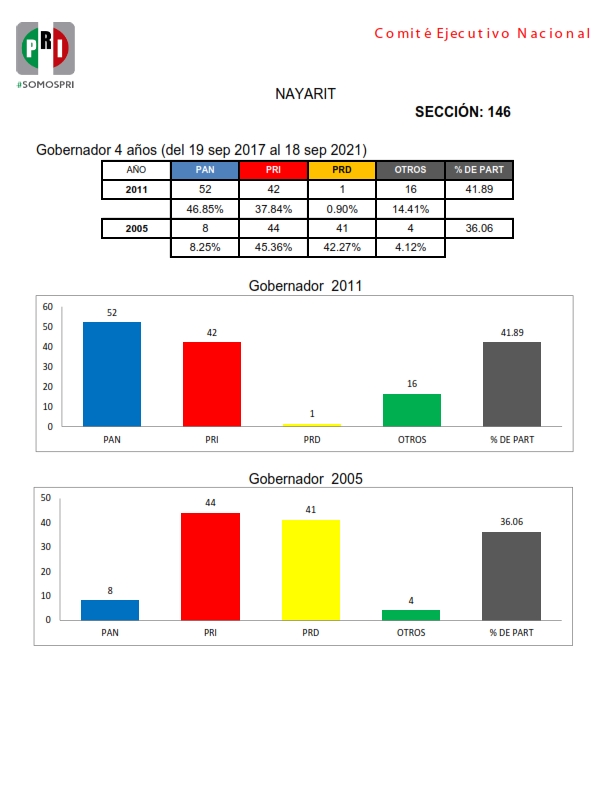 Comité Ejecutivo Nacional
PRI
#SOMOSPRI
NAYARIT
SECCIÓN: 146
Gobernador 4 años (del 19 sep 2017 al 18 sep 2021)
AÑO PAN PRI PRD OTROS % DE PART
2011 52 42 1 16 41.89
46.85% 37.84% 0.90% 14.41%
2005 8 44 41 4 36.06
8.25% 45.36% 42.27% 4.12%
Gobernador 2011
60
50
40
30
20
10
0
52
42
1
16
41.89
PAN PRI PRD OTROS % DE PART
Gobernador 2005
50
40
30
20
10
0
8
44
41
4
36.06
PAN PRI PRD OTROS % DE PART